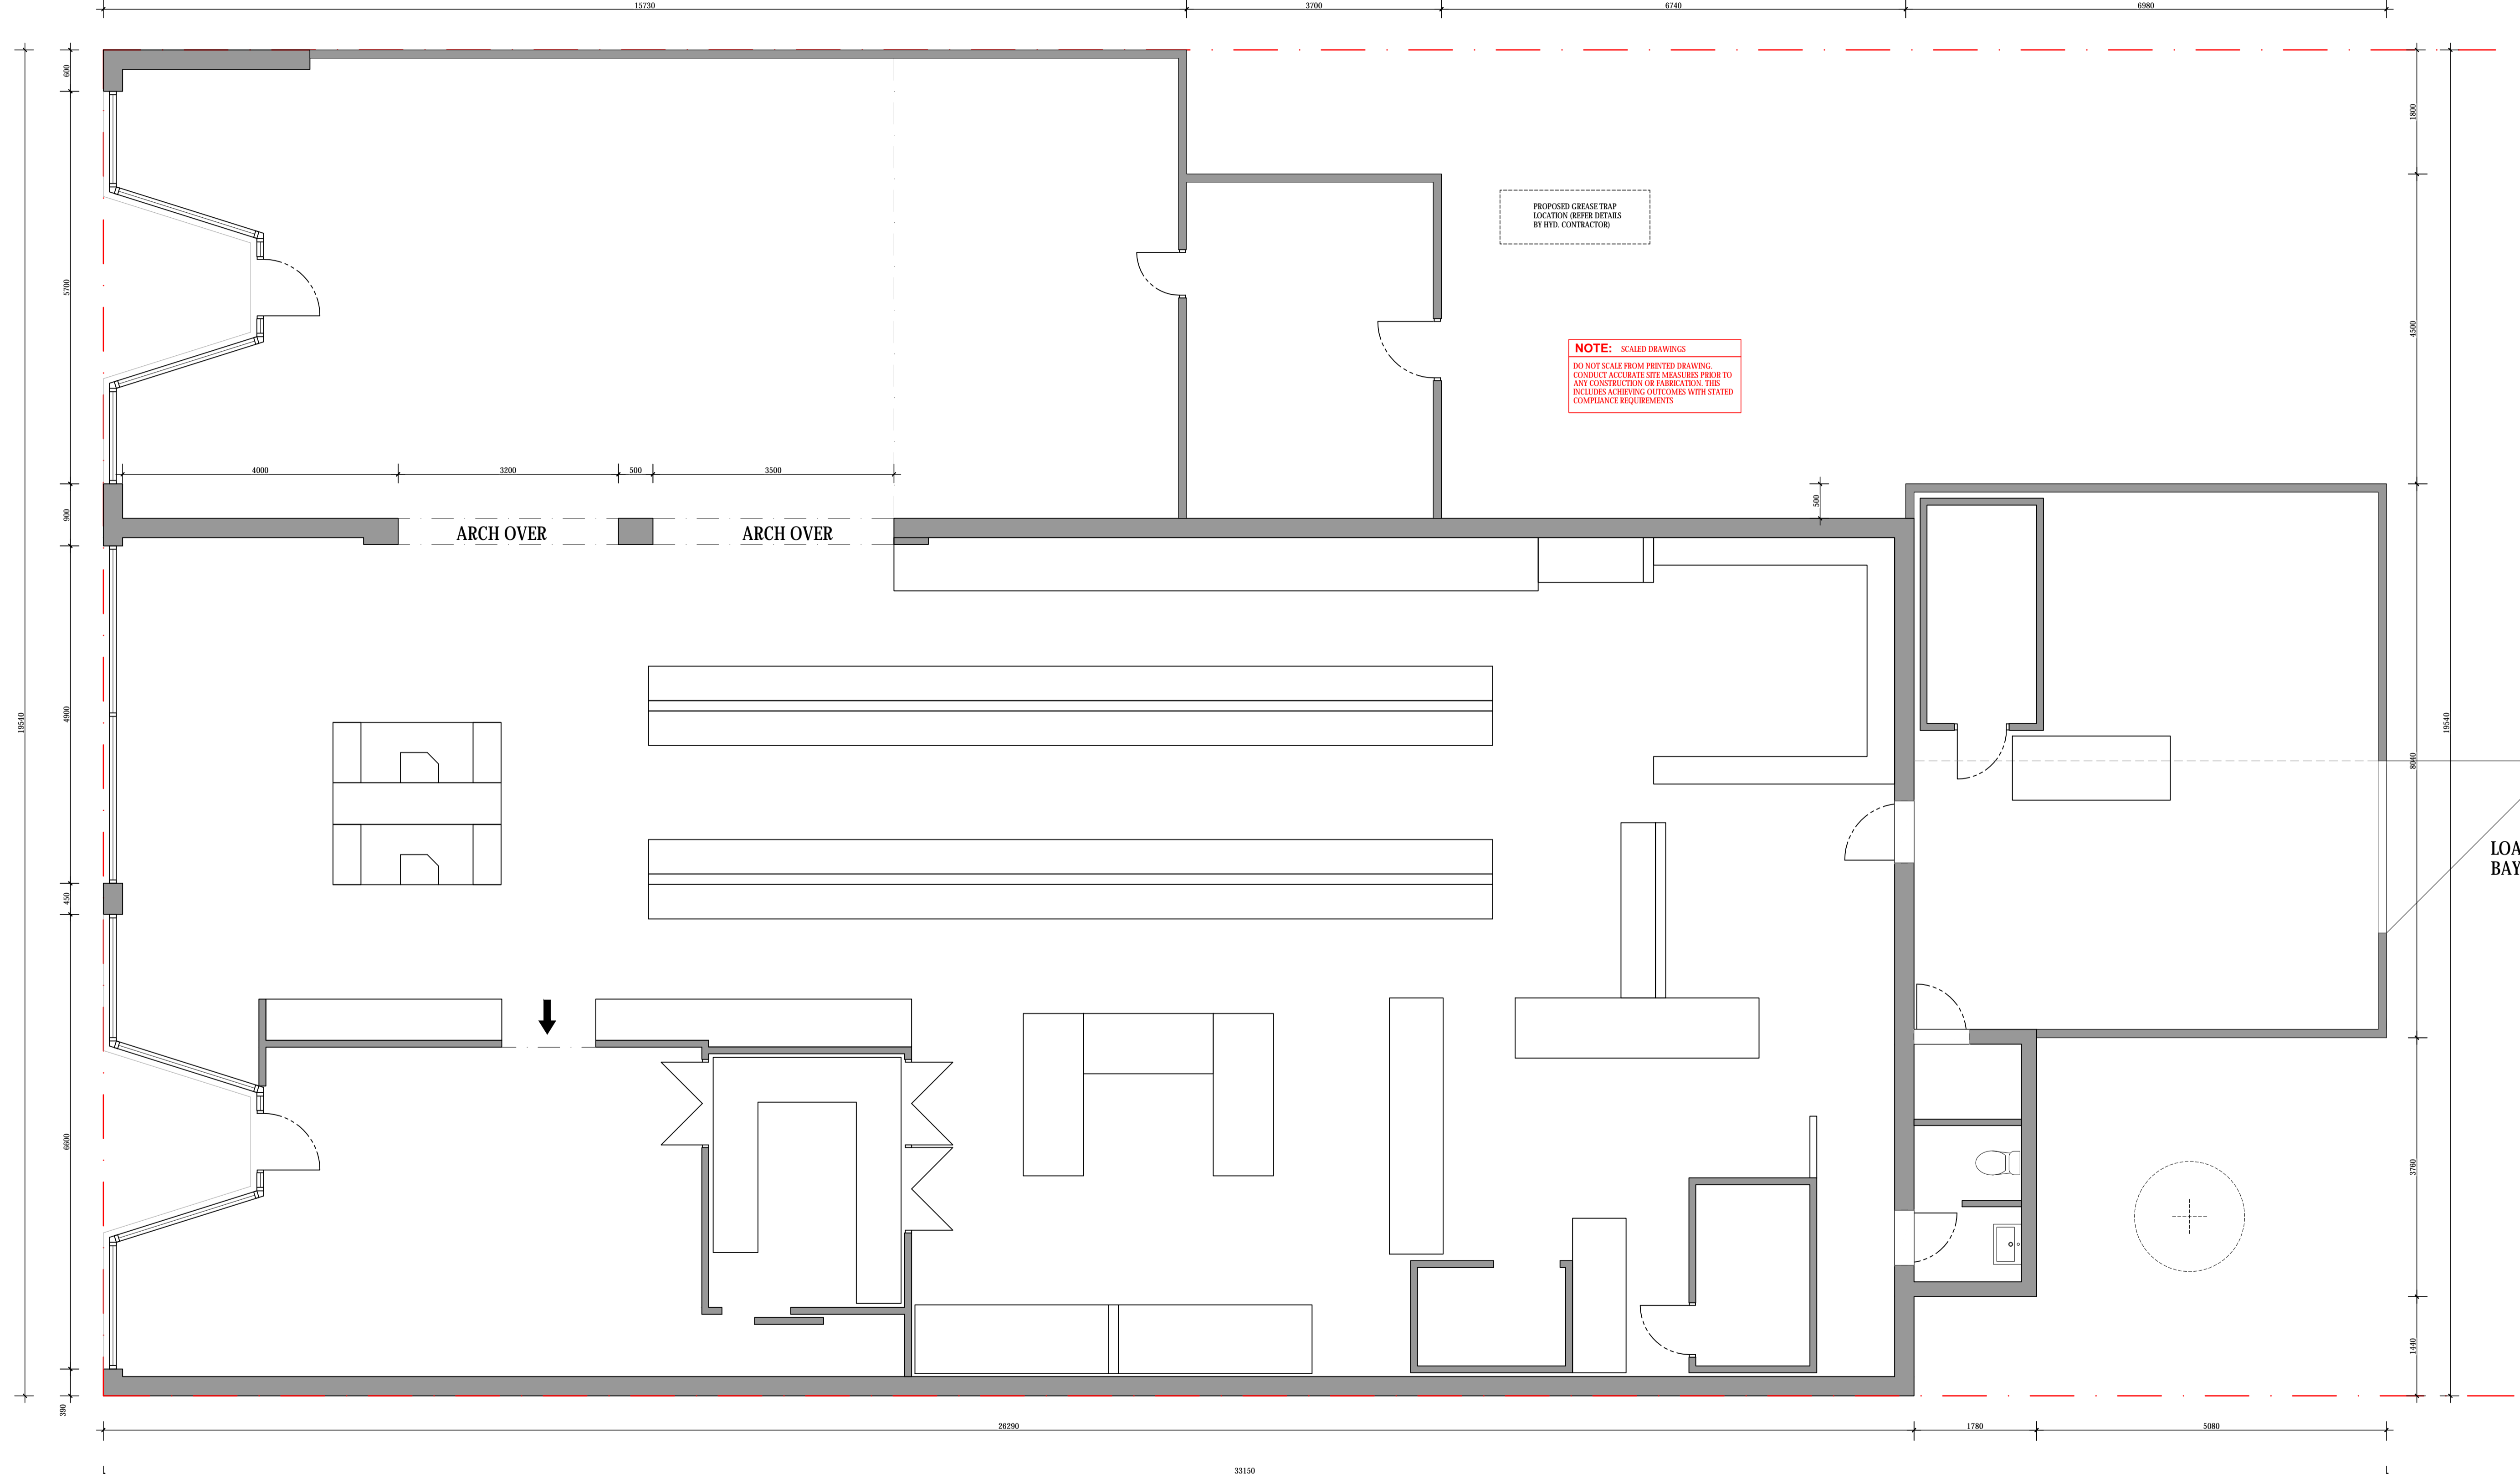 15730
3700
6740
6980
600
1800
PROPOSED GREASE TRAP
LOCATION (REFER DETAILS
BY HYD. CONTRACTOR)
5700
4500
NOTE: SCALED DRAWINGS
DO NOT SCALE FROM PRINTED DRAWING.
CONDUCT ACCURATE SITE MEASURES PRIOR TO
ANY CONSTRUCTION OR FABRICATION. THIS
INCLUDES ACHIEVING OUTCOMES WITH STATED
COMPLIANCE REQUIREMENTS
4000
3200
500
3500
900
500
ARCH OVER
ARCH OVER
19540
4900
19540
8040
LOA
BAY
450
6600
3760
1440
390
26290
1780
5080
33150